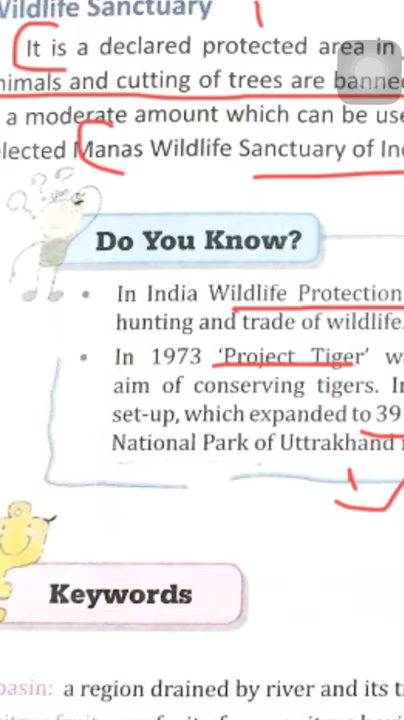 Wildlife Sanctuary
It is a declared protected area in
animals and cutting of trees are banned
a moderate amount which can be use
elected Manas Wildlife Sanctuary of In
Do You Know?
• In India Wildlife Protection
hunting and trade of wildlife.
• In 1973 'Project Tiger' w
aim of conserving tigers. In
set-up, which expanded to 39
National Park of Uttrakhand
Keywords
basin: a region drained by river and its t